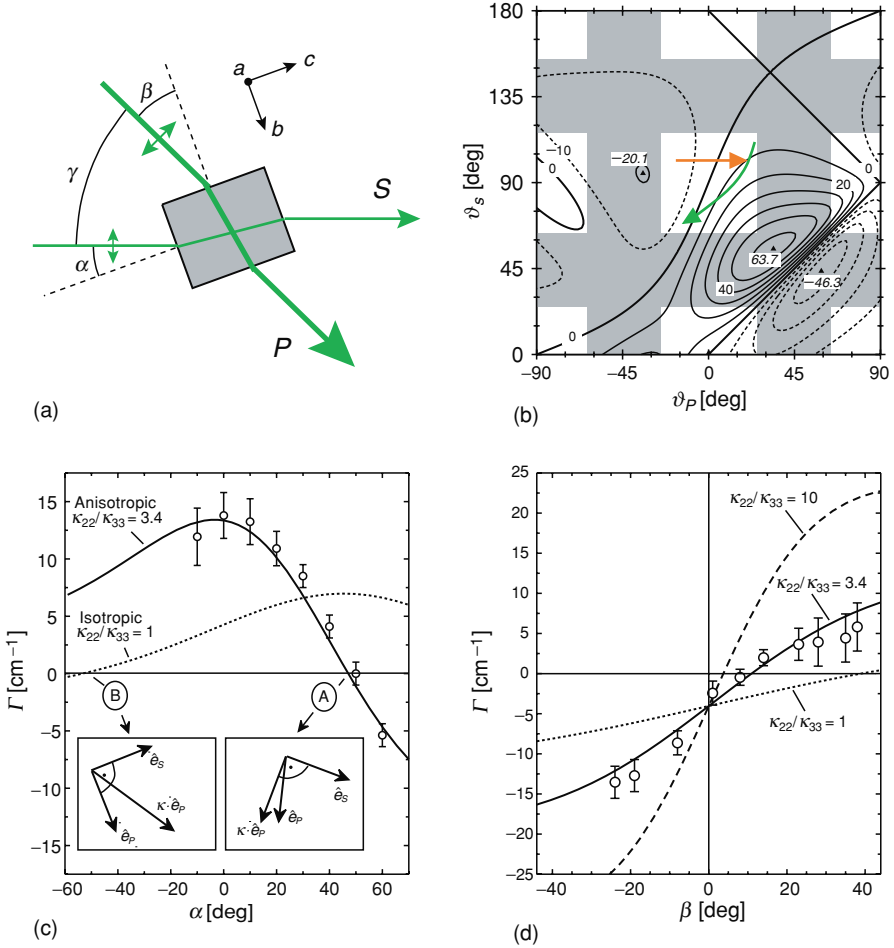 a
c
b
β
γ
α
S
P
(a)
180
135
90
45
0
ϑs [deg]
−90
−45
0
45
90
ϑP [deg]
−10
0
−20.1
0
20
63.7
40
−46.3
0
(b)
15
10
5
0
−5
−10
−15
Γ [cm−1]
Anisotropic
κ22/κ33 = 3.4
Isotropic
κ22/κ33 = 1
B
A
êS
κ·êP
êP
êS
κ·êP
êP
−60
−40
−20
0
20
40
60
α [deg]
(c)
25
20
15
10
5
0
−5
−10
−15
−20
−25
Γ [cm−1]
κ22/κ33 = 10
κ22/κ33 = 3.4
κ22/κ33 = 1
−40
−20
0
20
40
β [deg]
(d)